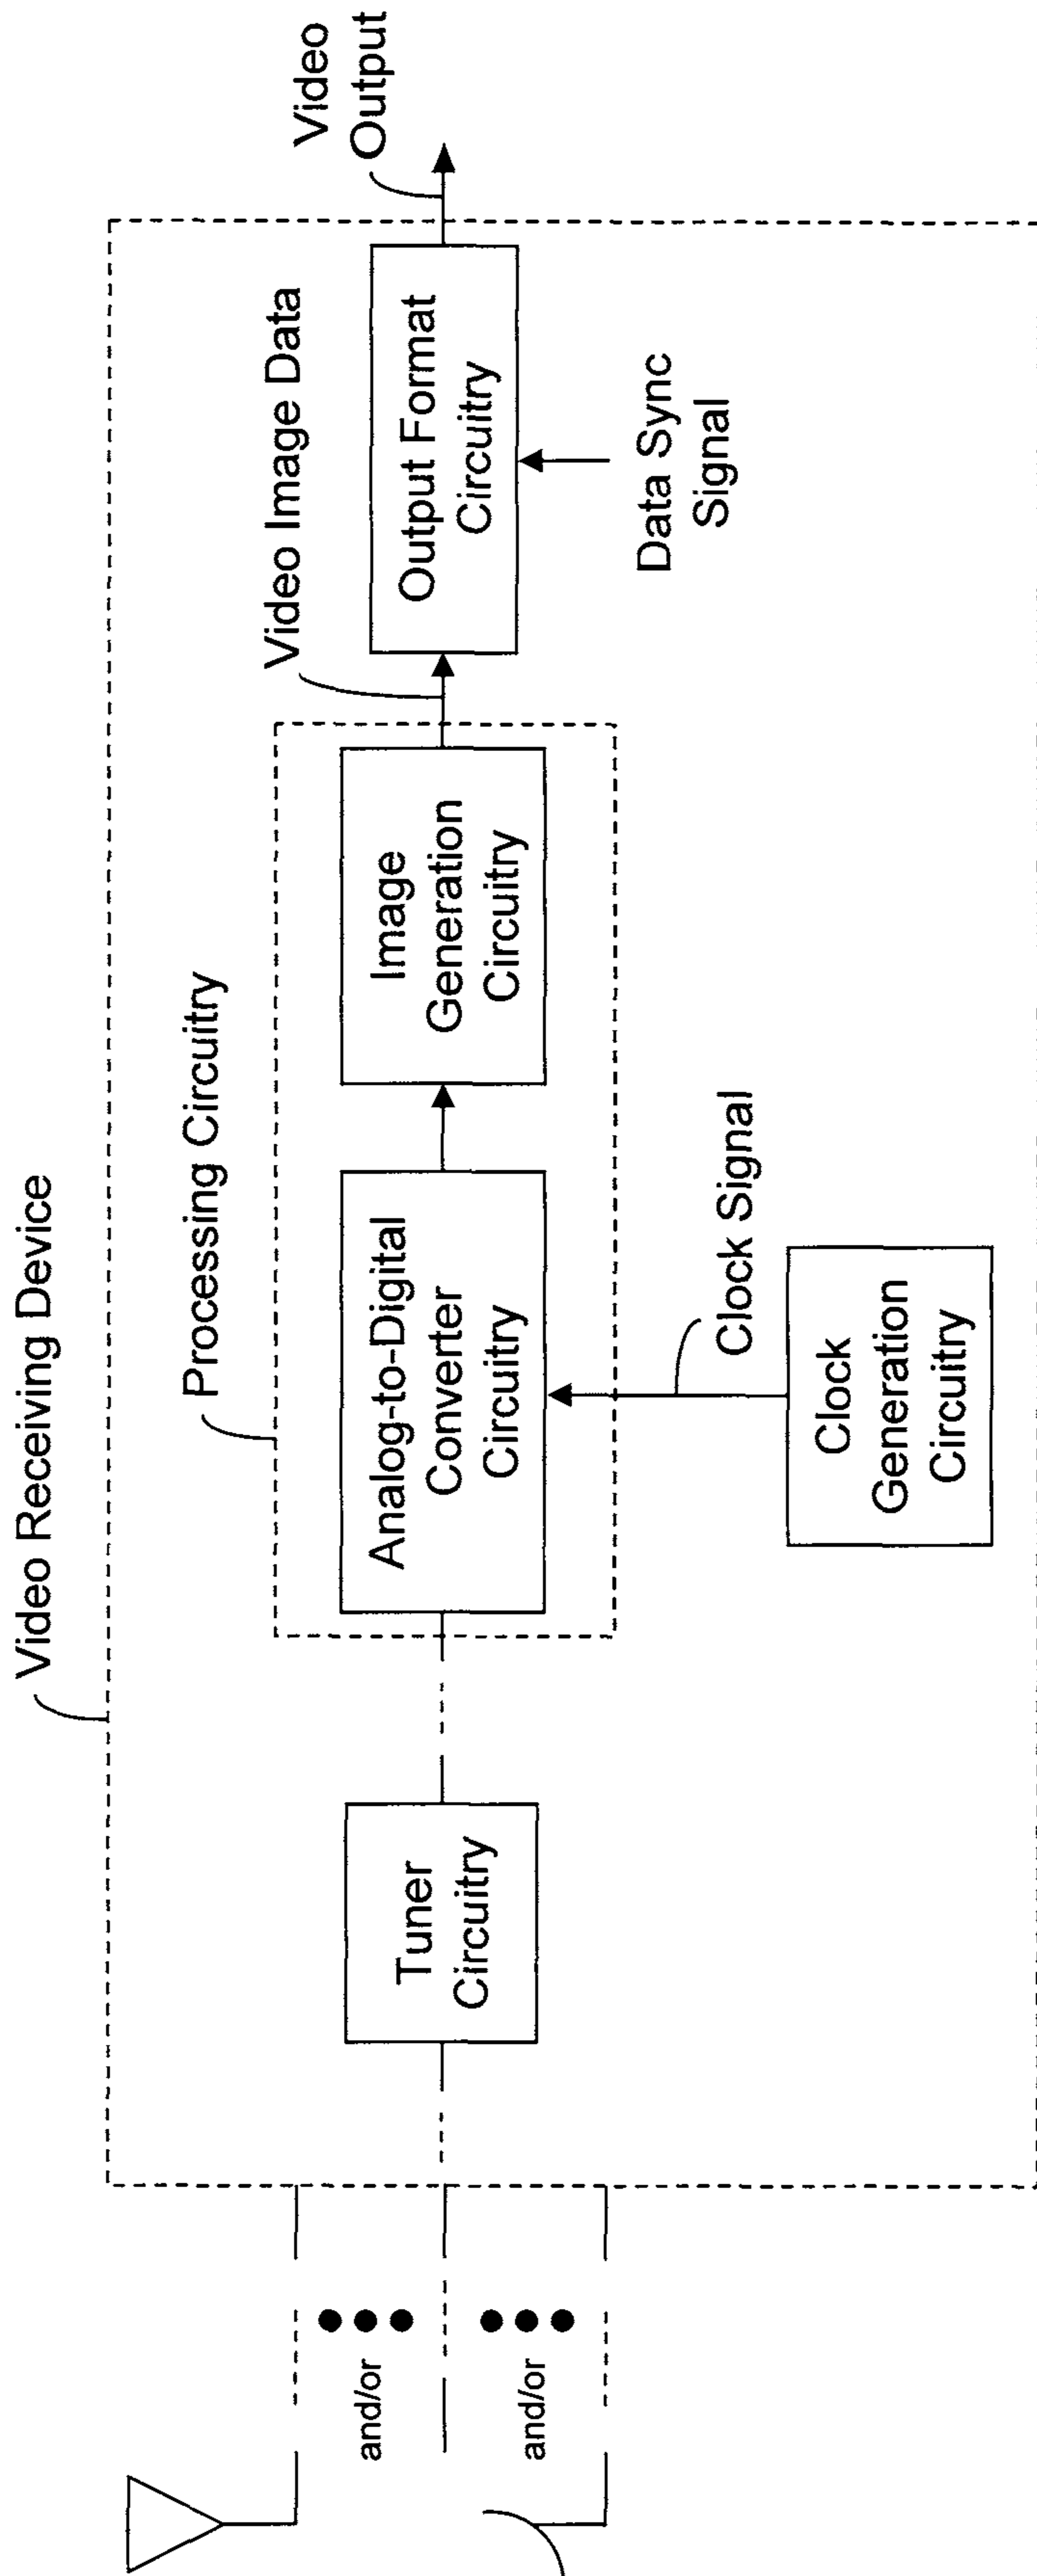 Video Receiving Device
Processing Circuitry
Video Image Data
Video
Output
and/or
and/or
Tuner
Circuitry
Analog-to-Digital
Converter
Circuitry
Image
Generation
Circuitry
Output Format
Circuitry
Clock Signal
Data Sync
Signal
Clock
Generation
Circuitry